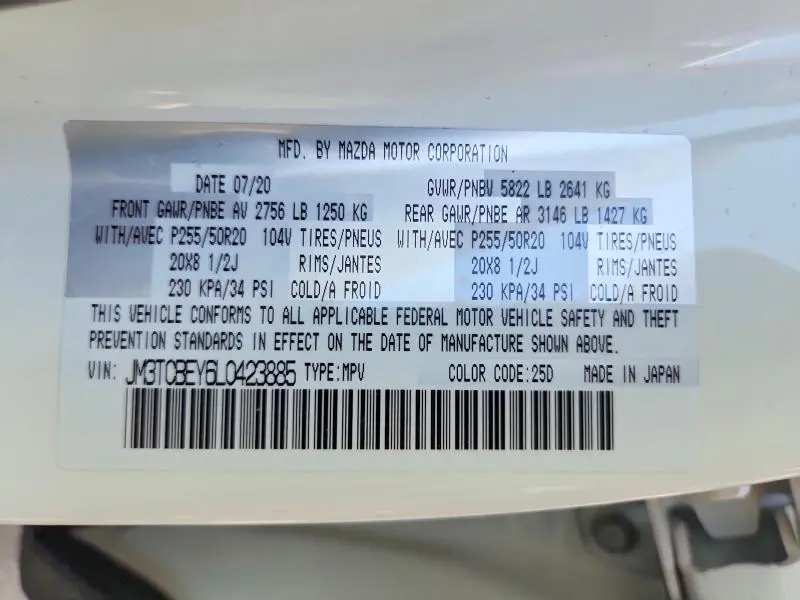 MFD. BY MAZDA MOTOR CORPORATION
DATE 07/20 GVWR/PNBV 5822 LB 2641 KG
FRONT GAWR/PNBE AV 2756 LB 1250 KG REAR GAWR/PNBE AR 3146 LB 1427 KG
WITH/AVEC P255/50R20 104V TIRES/PNEUS WITH/AVEC P255/50R20 104V TIRES/PNEUS
20X8 1/2J RIMS/JANTES 20X8 1/2J RIMS/JANTES
230 KPA/34 PSI COLD/A FROID 230 KPA/34 PSI COLD/A FROID
THIS VEHICLE CONFORMS TO ALL APPLICABLE FEDERAL MOTOR VEHICLE SAFETY AND THEFT
PREVENTION STANDARDS IN EFFECT ON THE DATE OF MANUFACTURE SHOWN ABOVE.
VIN: JM3TCBEY6L0423885 TYPE:MPV COLOR CODE:25D MADE IN JAPAN